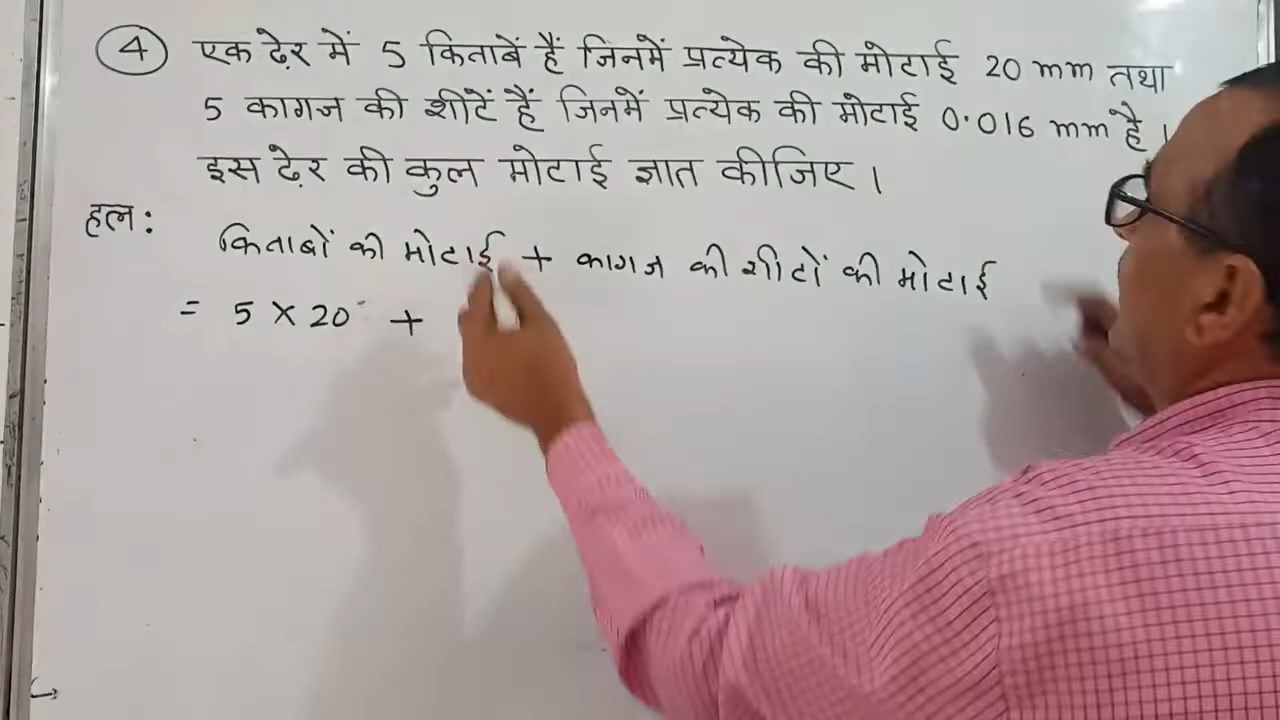 4 एक ढ़ेर में 5 किताबें हैं जिनमें प्रत्येक की मोटाई 20 mm तथा
5 कागज की शीटें हैं जिनमें प्रत्येक की मोटाई 0.016 mm है।
इस ढ़ेर की कुल मोटाई ज्ञात कीजिए।
हल:
किताबों की मोटाई + कागज की शीटों की मोटाई
= 5 × 20 +